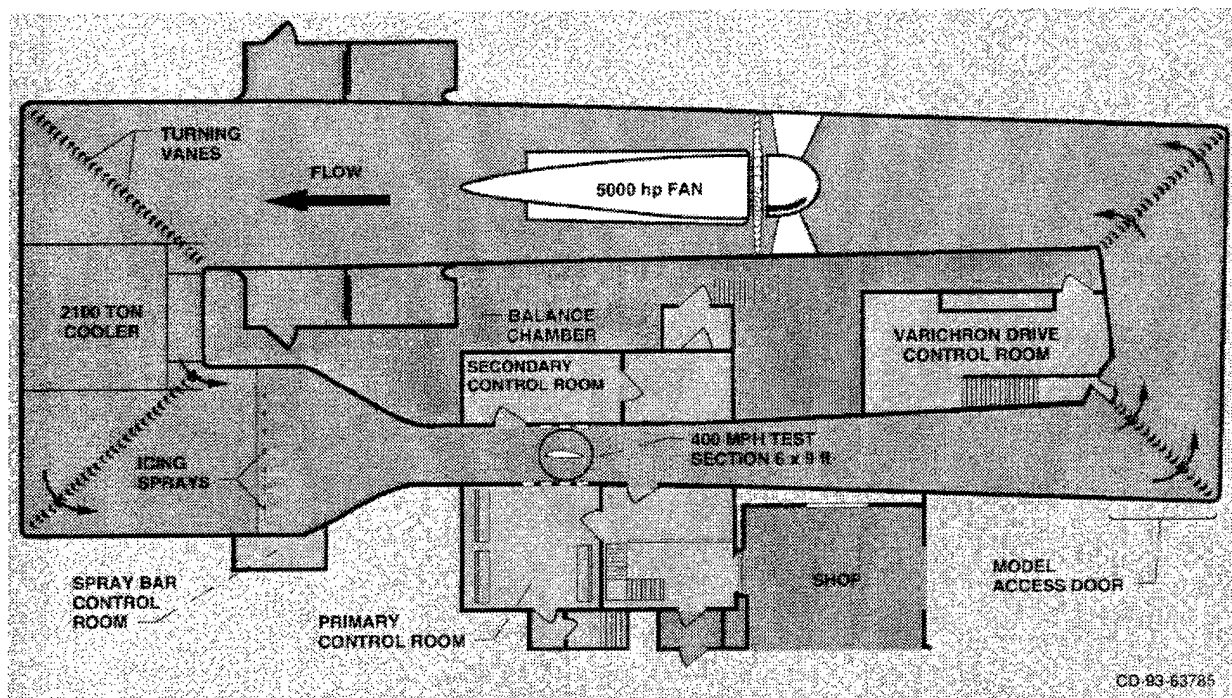 TURNING
VANES
FLOW
5000 hp FAN
2100 TON
COOLER
BALANCE
CHAMBER
SECONDARY
CONTROL ROOM
VARICHRON DRIVE
CONTROL ROOM
400 MPH TEST
SECTION 6 x 9 ft
ICING
SPRAYS
SPRAY BAR
CONTROL
ROOM
PRIMARY
CONTROL ROOM
SHOP
MODEL
ACCESS DOOR
CD-93-63785